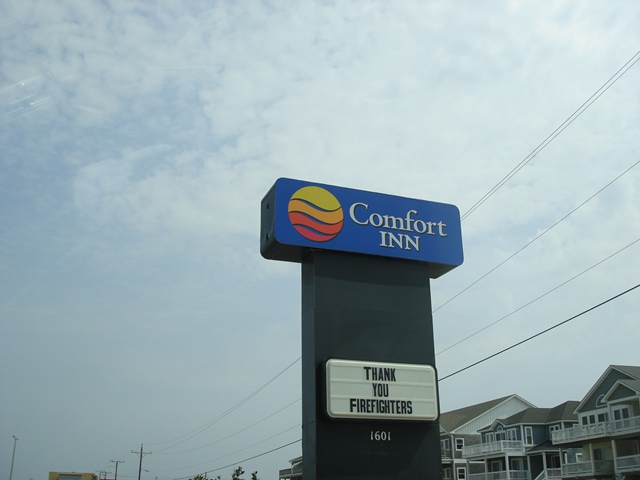 Comfort
INN
THANK
YOU
FIREFIGHTERS
1601